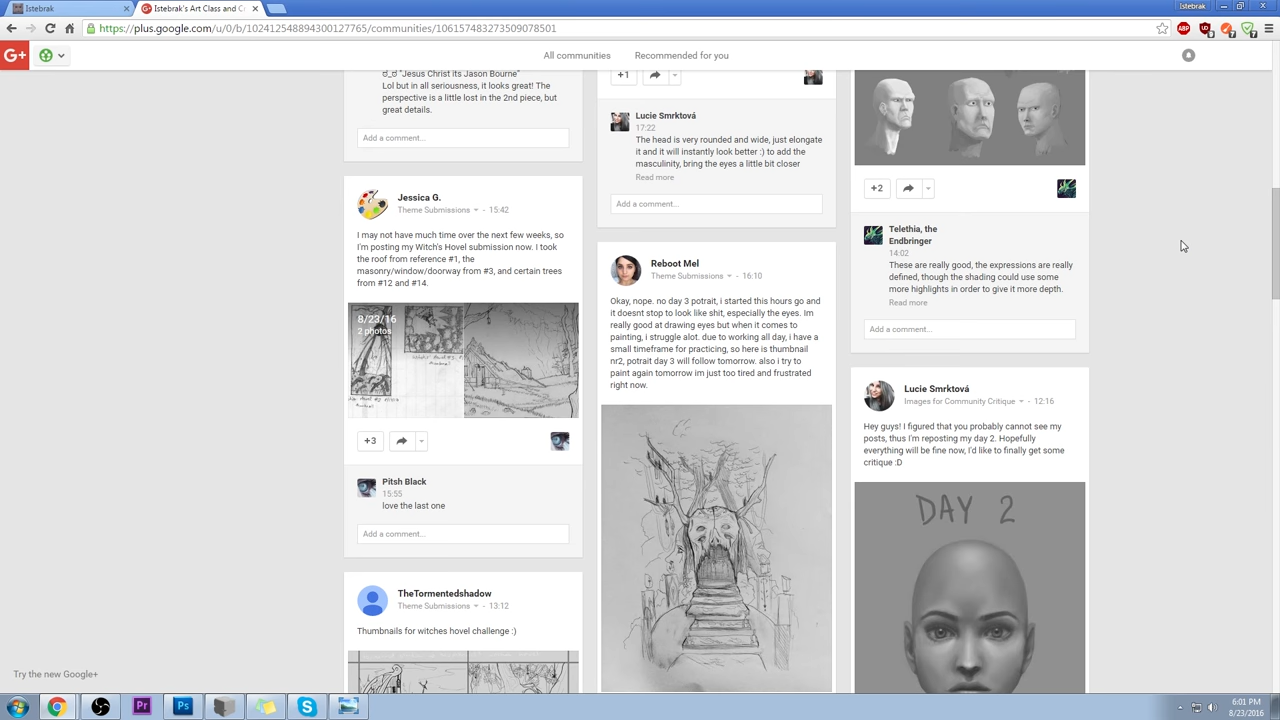 Istebrak
Istebrak's Art Class and C
Istebrak
https://plus.google.com/u/0/b/102412548894300127765/communities/106157483273509078501
G+
All communities
Recommended for you
ಠ_ಠ "Jesus Christ its Jason Bourne"
Lol but in all seriousness, it looks great! The
perspective is a little lost in the 2nd piece, but
great details.
Add a comment...
Jessica G.
Theme Submissions - 15:42
I may not have much time over the next few weeks, so
I'm posting my Witch's Hovel submission now. I took
the roof from reference #1, the
masonry/window/doorway from #3, and certain trees
from #12 and #14.
8/23/16
2 photos
+3
Pitsh Black
15:55
love the last one
Add a comment...
TheTormentedshadow
Theme Submissions - 13:12
Thumbnails for witches hovel challenge :)
+1
Lucie Smrktová
17:22
The head is very rounded and wide, just elongate
it and it will instantly look better :) to add the
masculinity, bring the eyes a little bit closer
Read more
Add a comment...
Reboot Mel
Theme Submissions - 16:10
Okay, nope. no day 3 potrait, i started this hours go and
it doesnt stop to look like shit, especially the eyes. Im
really good at drawing eyes but when it comes to
painting, i struggle alot. due to working all day, i have a
small timeframe for practicing, so here is thumbnail
nr2, potrait day 3 will follow tomorrow. also i try to
paint again tomorrow im just too tired and frustrated
right now.
+2
Telethia, the
Endbringer
14:02
These are really good, the expressions are really
defined, though the shading could use some
more highlights in order to give it more depth.
Read more
Add a comment...
Lucie Smrktová
Images for Community Critique - 12:16
Hey guys! I figured that you probably cannot see my
posts, thus I'm reposting my day 2. Hopefully
everything will be fine now, I'd like to finally get some
critique :D
DAY 2
Try the new Google+
Pr
Ps
6:01 PM
8/23/2016